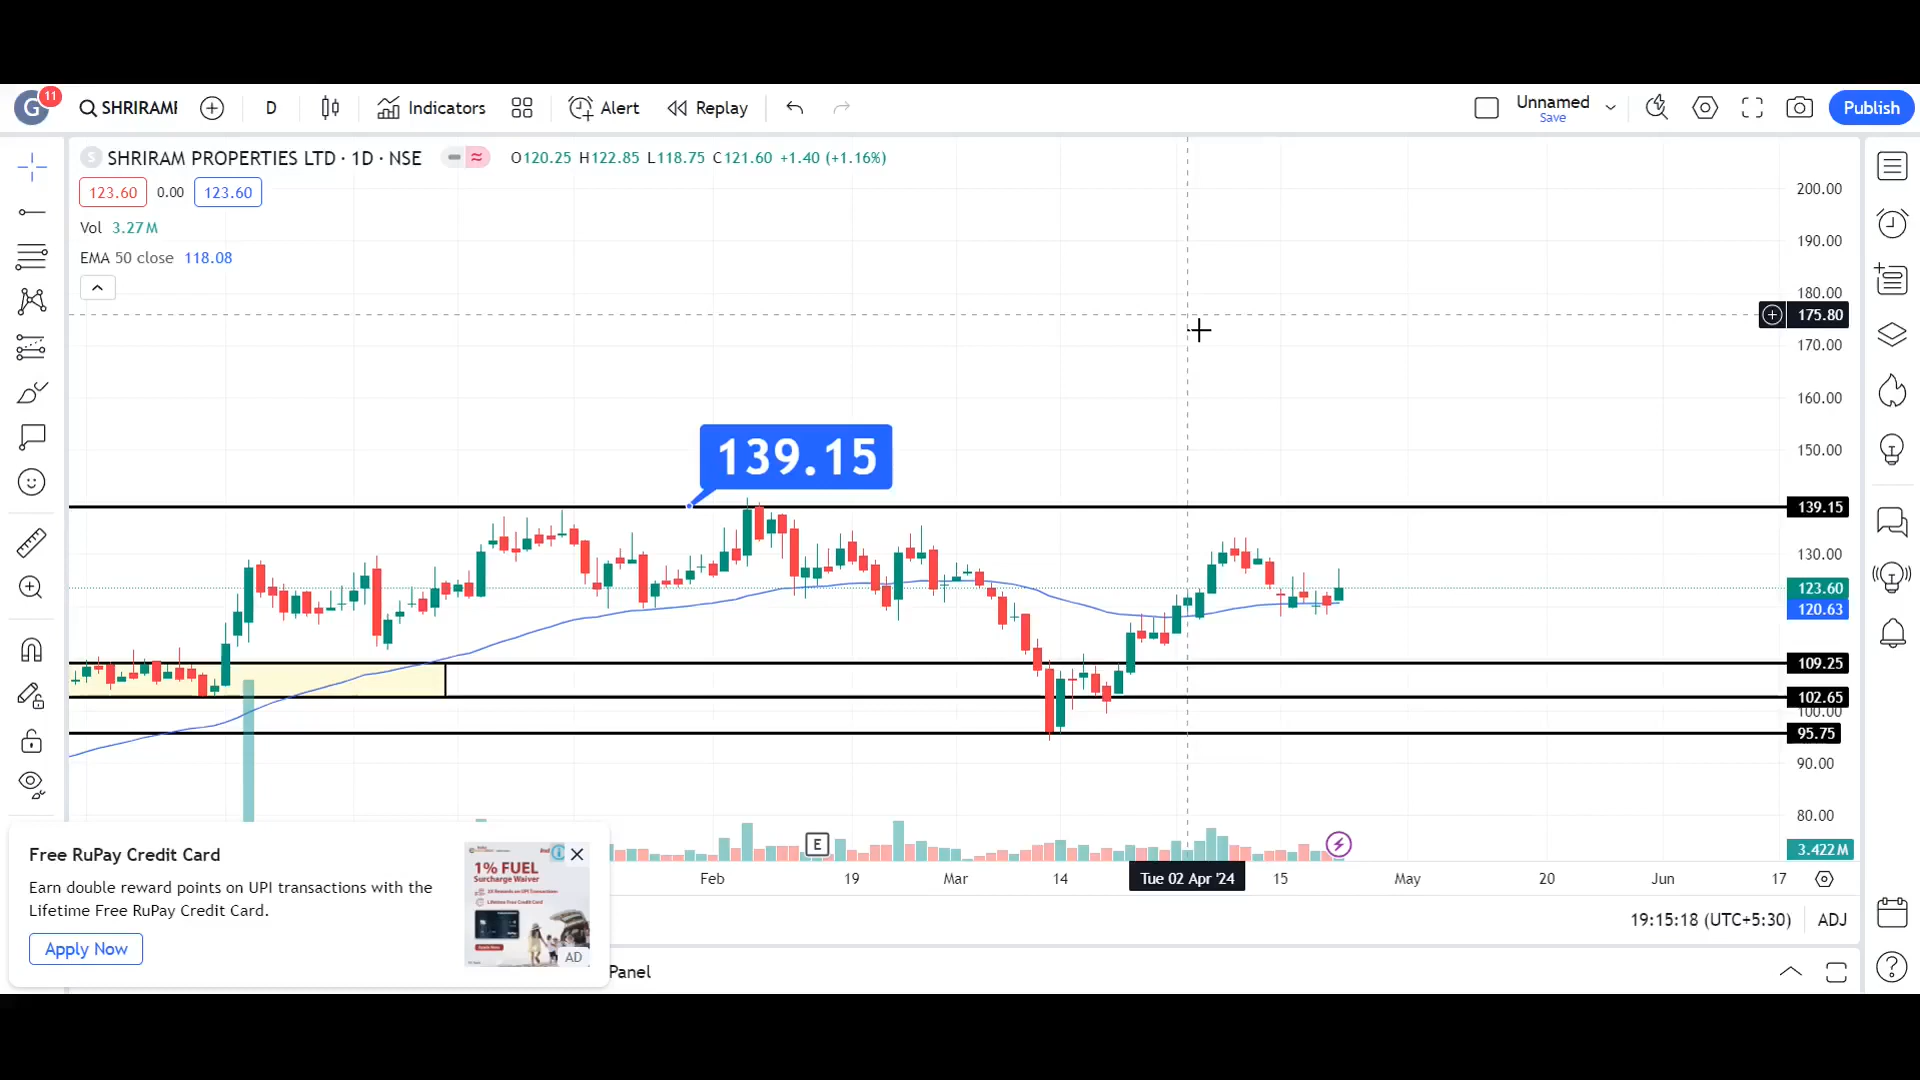 G 11 SHRIRAMP D Indicators Alert Replay Unnamed Save Publish
S SHRIRAM PROPERTIES LTD · 1D · NSE O120.25 H122.85 L118.75 C121.60 +1.40 (+1.16%)
123.60 0.00 123.60
Vol 3.27M
EMA 50 close 118.08
200.00
190.00
180.00
175.80
170.00
160.00
150.00
139.15
139.15
130.00
123.60
120.63
109.25
102.65
100.00
95.75
90.00
80.00
3.422M
E
Feb 19 Mar 14 Tue 02 Apr '24 15 May 20 Jun 17
19:15:18 (UTC+5:30) ADJ
Panel
Free RuPay Credit Card
Earn double reward points on UPI transactions with the
Lifetime Free RuPay Credit Card.
Apply Now
1% FUEL
Surcharge Waiver
AD